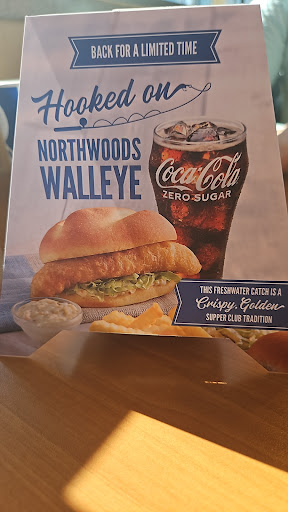 BACK FOR A LIMITED TIME
Hooked on
NORTHWOODS
WALLEYE
Coca-Cola
ZERO SUGAR
THIS FRESHWATER CATCH IS A
Crispy, Golden
SUPPER CLUB TRADITION